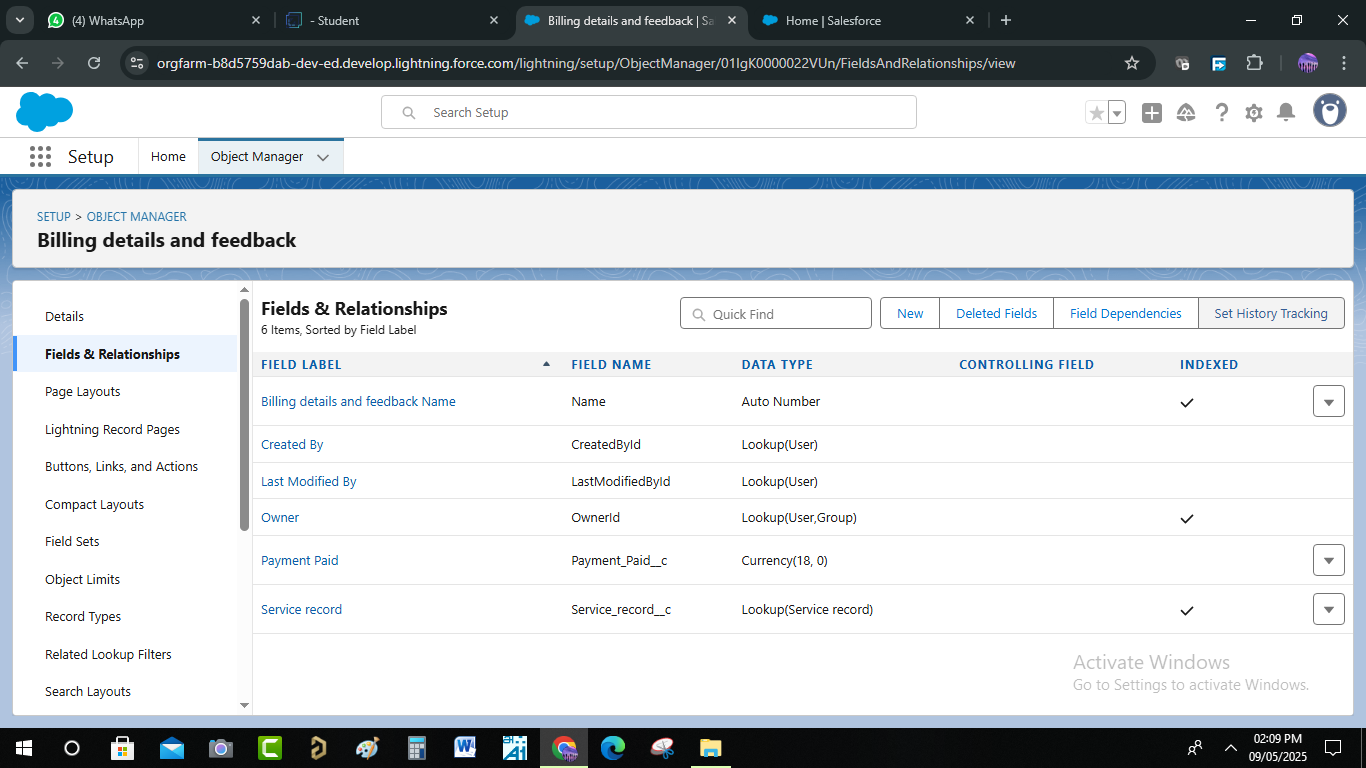 (4) WhatsApp
- Student
Billing details and feedback | Sa
Home | Salesforce
orgfarm-b8d5759dab-dev-ed.develop.lightning.force.com/lightning/setup/ObjectManager/01IgK0000022VUn/FieldsAndRelationships/view
Search Setup
Setup Home Object Manager
SETUP > OBJECT MANAGER
Billing details and feedback
Details
Fields & Relationships
Page Layouts
Lightning Record Pages
Buttons, Links, and Actions
Compact Layouts
Field Sets
Object Limits
Record Types
Related Lookup Filters
Search Layouts
Fields & Relationships
6 Items, Sorted by Field Label
Quick Find
New Deleted Fields Field Dependencies Set History Tracking
FIELD LABEL FIELD NAME DATA TYPE CONTROLLING FIELD INDEXED
Billing details and feedback Name Name Auto Number
Created By CreatedById Lookup(User)
Last Modified By LastModifiedById Lookup(User)
Owner OwnerId Lookup(User,Group)
Payment Paid Payment_Paid__c Currency(18, 0)
Service record Service_record__c Lookup(Service record)
Activate Windows
Go to Settings to activate Windows.
02:09 PM
09/05/2025